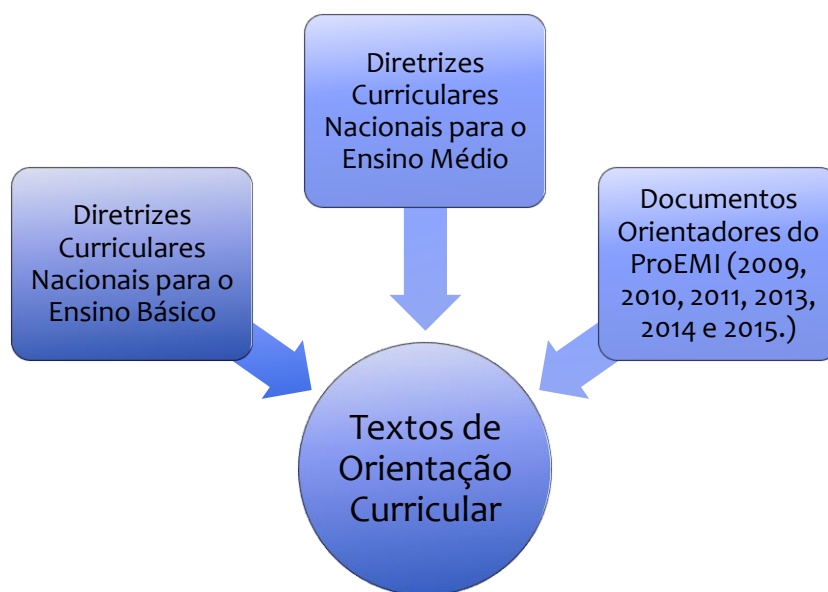 Diretrizes
Curriculares
Nacionais para o
Ensino Médio
Diretrizes
Curriculares
Nacionais para o
Ensino Básico
Documentos
Orientadores do
ProEMI (2009,
2010, 2011, 2013,
2014 e 2015.)
Textos de
Orientação
Curricular